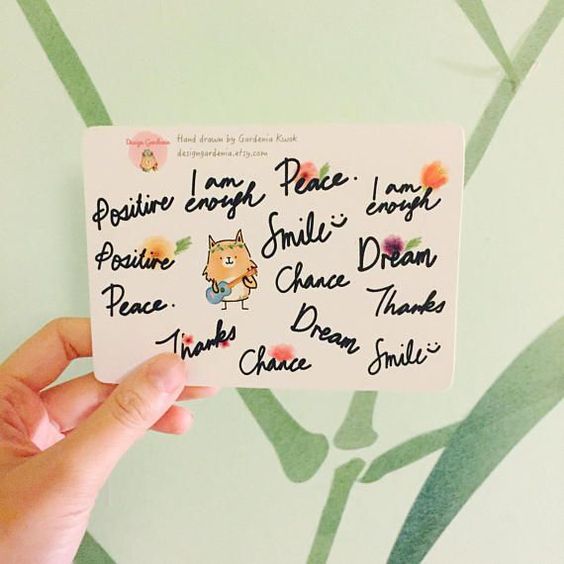 Design Gardenia
Hand drawn by Gardenia Kwok
designgardenia.etsy.com
Positive
I am
enough
Peace.
I am
enough
Positive
Smile
Dream
Peace.
Chance
Thanks
Thanks
Chance
Dream
Smile